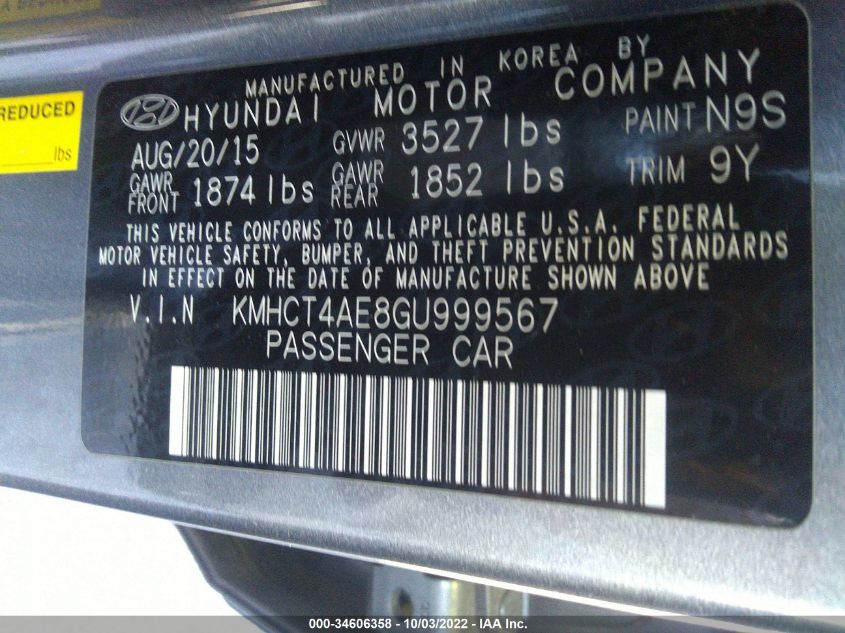 REDUCED
lbs
MANUFACTURED IN KOREA BY
HYUNDAI MOTOR COMPANY
AUG/20/15 GVWR 3527 lbs PAINT N9S
GAWR FRONT 1874 lbs GAWR REAR 1852 lbs TRIM 9Y
THIS VEHICLE CONFORMS TO ALL APPLICABLE U.S.A. FEDERAL
MOTOR VEHICLE SAFETY, BUMPER, AND THEFT PREVENTION STANDARDS
IN EFFECT ON THE DATE OF MANUFACTURE SHOWN ABOVE
V.I.N KMHCT4AE8GU999567
PASSENGER CAR
000-34606358 - 10/03/2022 - IAA Inc.